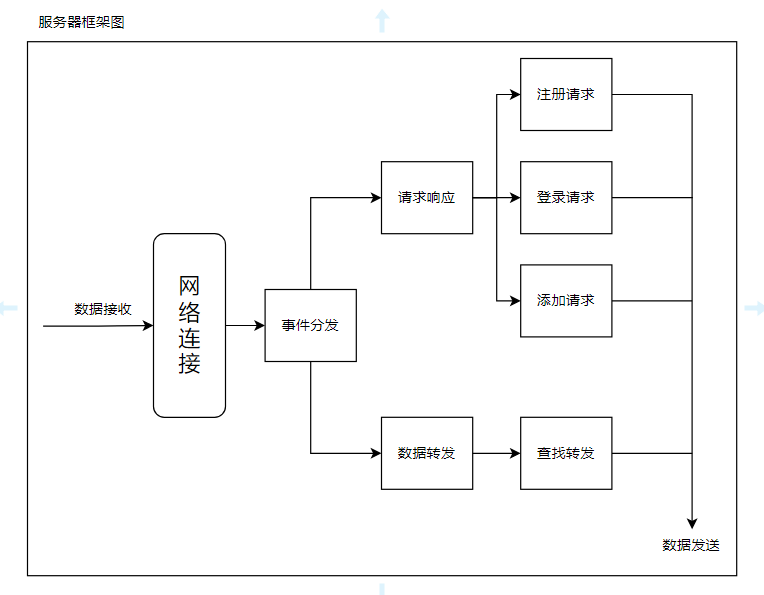 服务器框架图
注册请求
请求响应
登录请求
添加请求
数据接收
网络连接
事件分发
数据转发
查找转发
数据发送